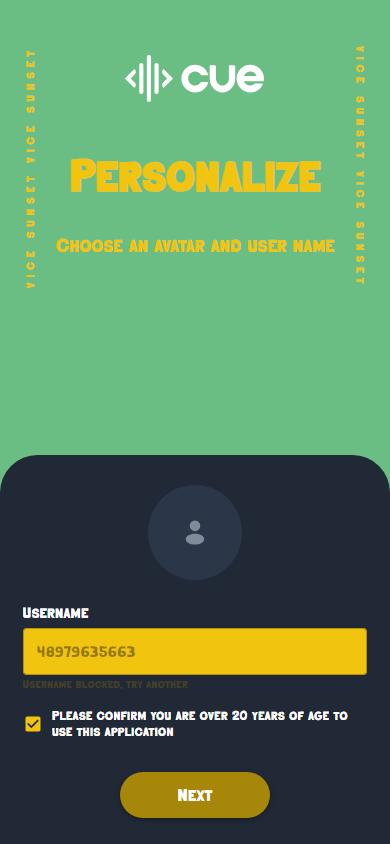 cue
VICE SUNSET VICE SUNSET
VICE SUNSET VICE SUNSET
Personalize
Choose an avatar and user name
Username
48979635663
Username blocked, try another
Please confirm you are over 20 years of age to
use this application
Next